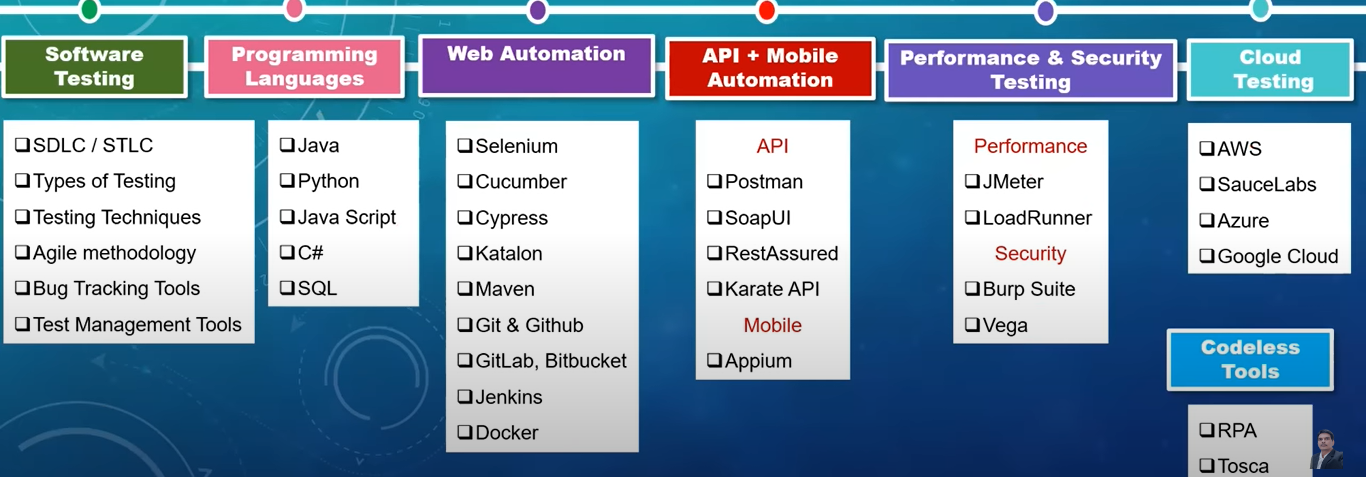 Software
Testing
Programming
Languages
Web Automation
API + Mobile
Automation
Performance & Security
Testing
Cloud
Testing
SDLC / STLC
Types of Testing
Testing Techniques
Agile methodology
Bug Tracking Tools
Test Management Tools
Java
Python
Java Script
C#
SQL
Selenium
Cucumber
Cypress
Katalon
Maven
Git & Github
GitLab, Bitbucket
Jenkins
Docker
API
Postman
SoapUI
RestAssured
Karate API
Mobile
Appium
Performance
JMeter
LoadRunner
Security
Burp Suite
Vega
AWS
SauceLabs
Azure
Google Cloud
Codeless
Tools
RPA
Tosca